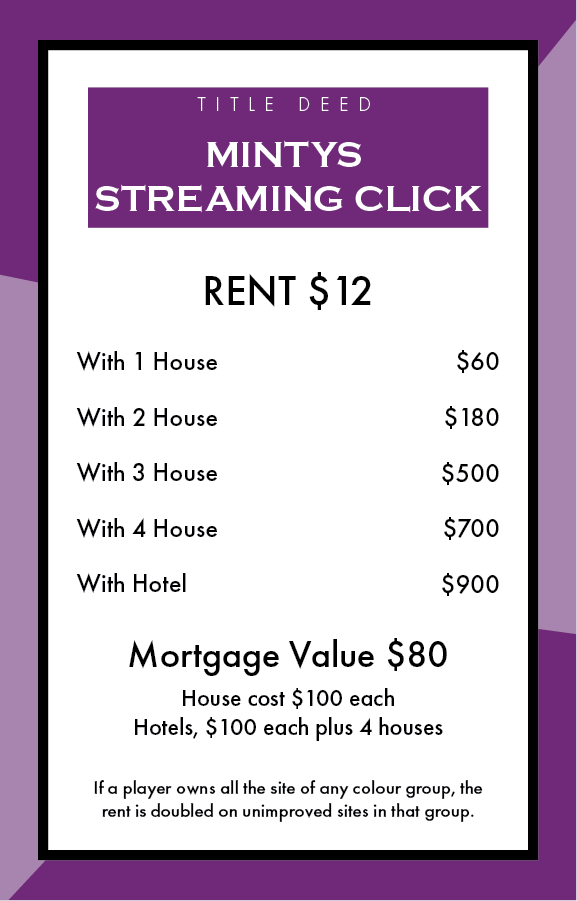 TITLE DEED
MINTYS
STREAMING CLICK
RENT $12
With 1 House $60
With 2 House $180
With 3 House $500
With 4 House $700
With Hotel $900
Mortgage Value $80
House cost $100 each
Hotels, $100 each plus 4 houses
If a player owns all the site of any colour group, the
rent is doubled on unimproved sites in that group.